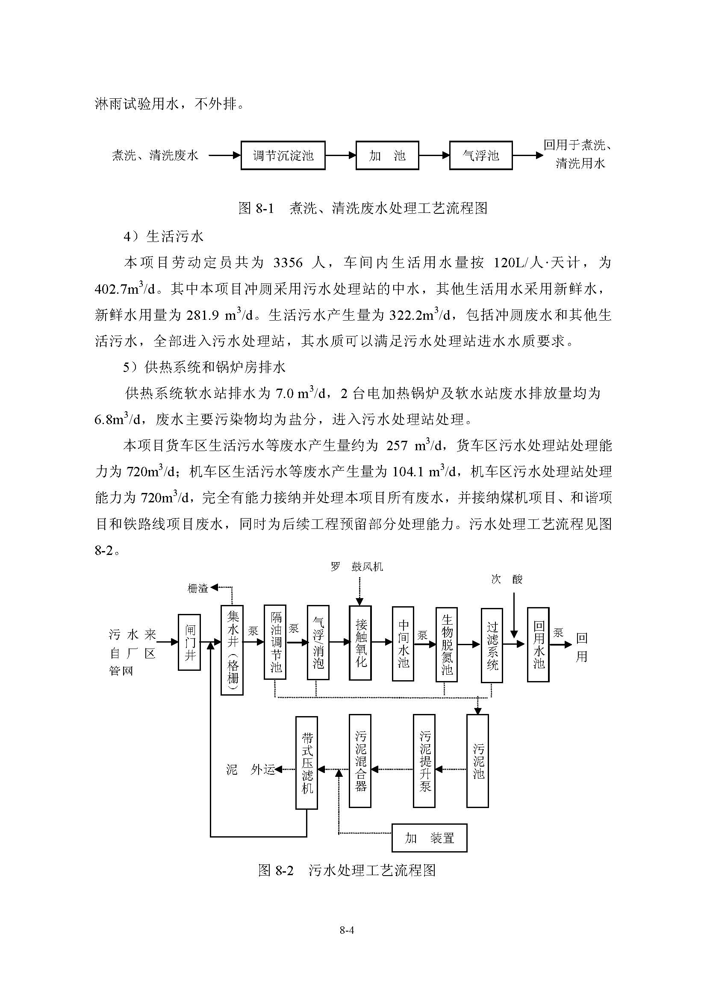 淋雨试验用水，不外排。
煮洗、清洗废水
调节沉淀池
加 池
气浮池
回用于煮洗、
清洗用水
图 8-1 煮洗、清洗废水处理工艺流程图
4）生活污水
本项目劳动定员共为 3356 人，车间内生活用水量按 120L/人·天计，为
402.7m³/d。其中本项目冲厕采用污水处理站的中水，其他生活用水采用新鲜水，
新鲜水用量为 281.9 m³/d。生活污水产生量为 322.2m³/d，包括冲厕废水和其他生
活污水，全部进入污水处理站，其水质可以满足污水处理站进水水质要求。
5）供热系统和锅炉房排水
供热系统软水站排水为 7.0 m³/d，2 台电加热锅炉及软水站废水排放量均为
6.8m³/d，废水主要污染物均为盐分，进入污水处理站处理。
本项目货车区生活污水等废水产生量约为 257 m³/d，货车区污水处理站处理能
力为 720m³/d；机车区生活污水等废水产生量为 104.1 m³/d，机车区污水处理站处理
能力为 720m³/d，完全有能力接纳并处理本项目所有废水，并接纳煤机项目、和谐项
目和铁路线项目废水，同时为后续工程预留部分处理能力。污水处理工艺流程见图
8-2。
罗 鼓风机
次 酸
栅渣
污水来
自厂区
管网
闸门井
集水井（格栅）
泵
隔油调节池
泵
气浮/消泡
接触氧化
中间水池
泵
生物脱氮池
过滤系统
回用水池
泵
回
用
泥 外运
带式压滤机
污泥混合器
污泥提升泵
污泥池
加 装置
图 8-2 污水处理工艺流程图
8-4